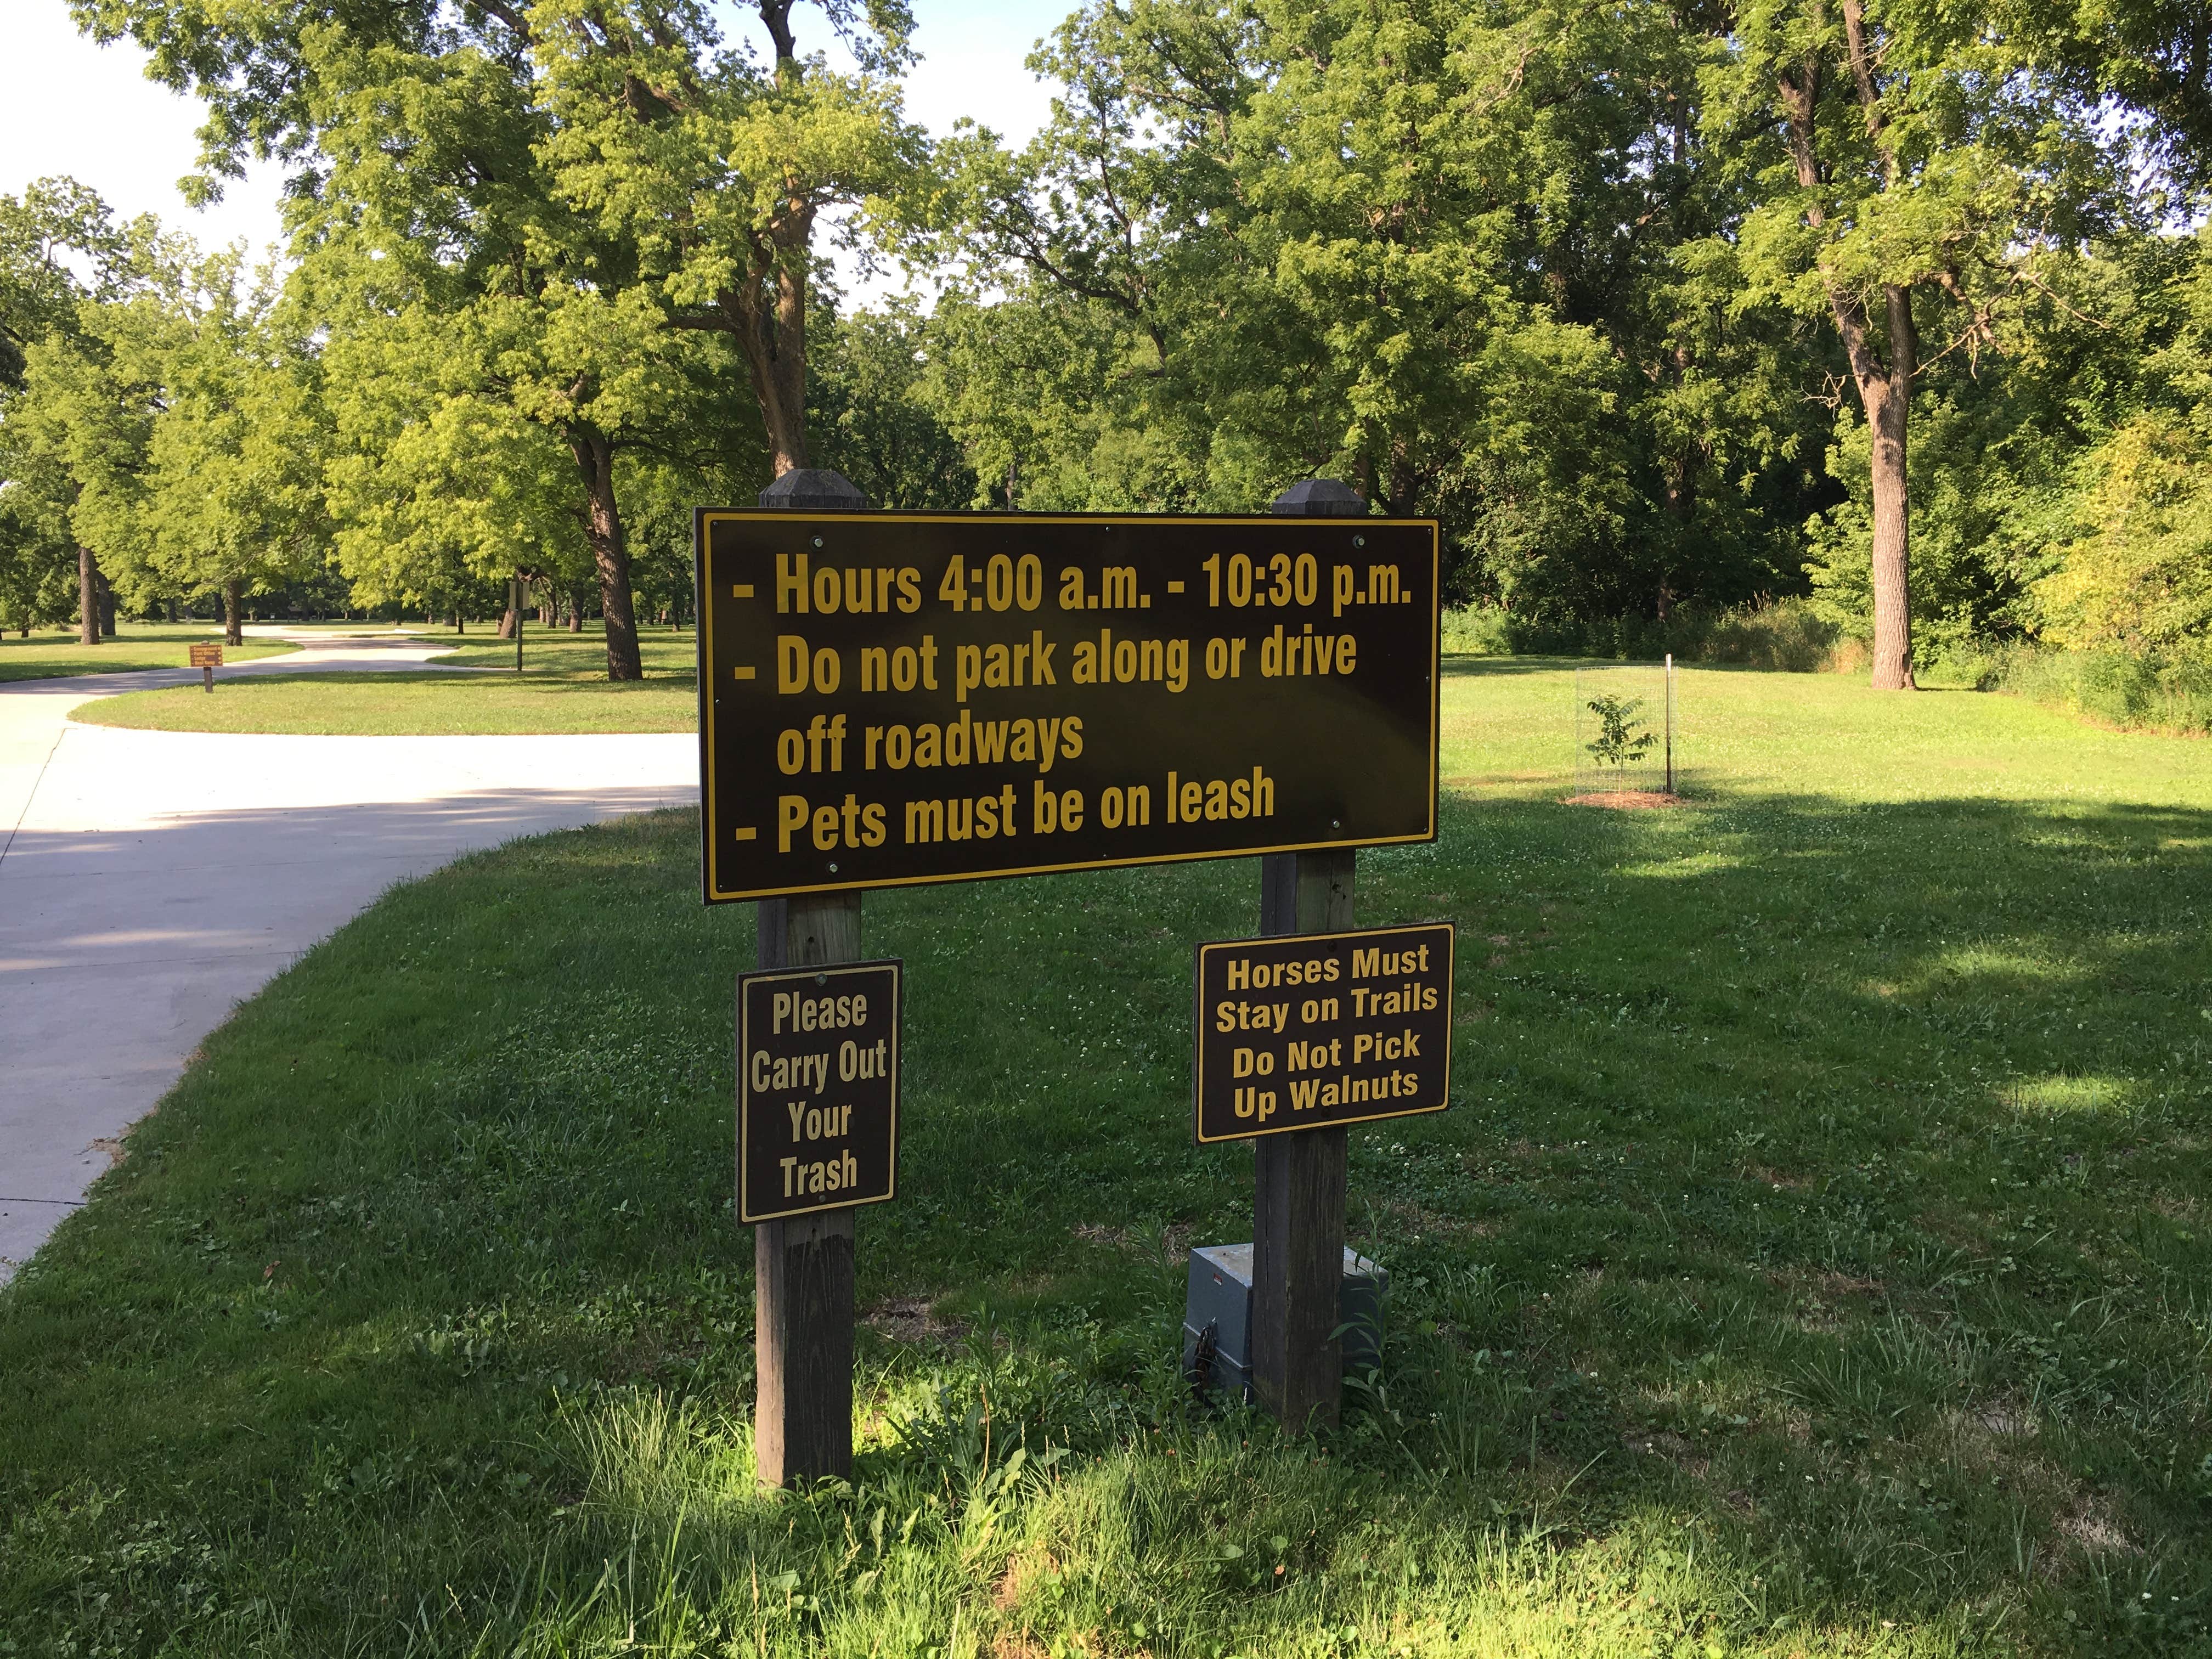 - Hours 4:00 a.m. - 10:30 p.m.
- Do not park along or drive
off roadways
- Pets must be on leash
Please
Carry Out
Your
Trash
Horses Must
Stay on Trails
Do Not Pick
Up Walnuts